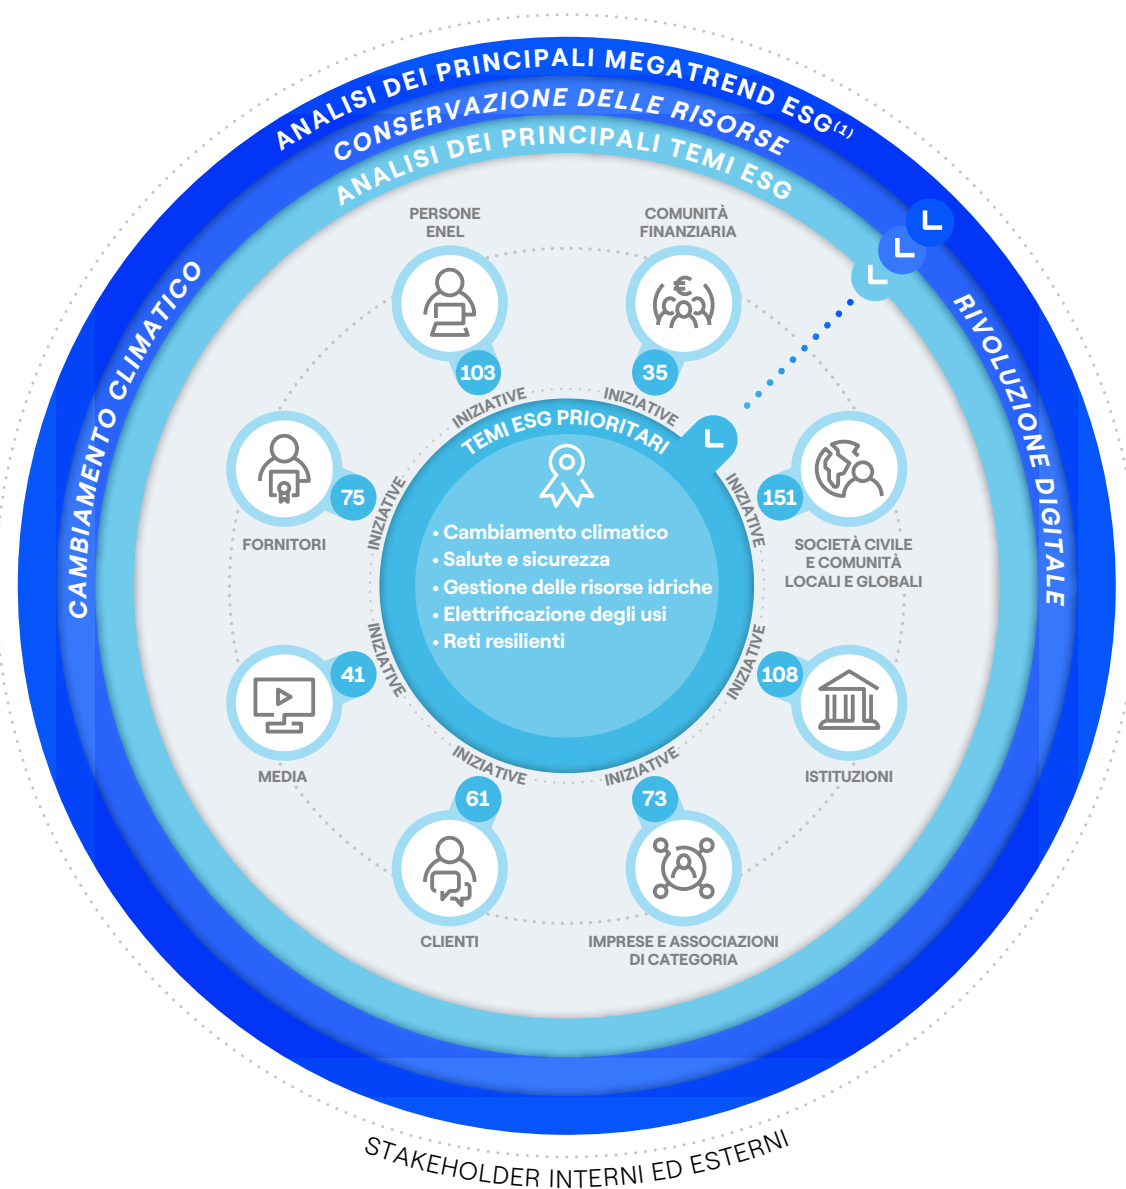 ANALISI DEI PRINCIPALI MEGATREND ESG(1)
CONSERVAZIONE DELLE RISORSE
ANALISI DEI PRINCIPALI TEMI ESG
CAMBIAMENTO CLIMATICO
RIVOLUZIONE DIGITALE
PERSONE
ENEL
103
INIZIATIVE
COMUNITÀ
FINANZIARIA
35
INIZIATIVE
FORNITORI
75
INIZIATIVE
151
INIZIATIVE
SOCIETÀ CIVILE
E COMUNITÀ
LOCALI E GLOBALI
TEMI ESG PRIORITARI
• Cambiamento climatico
• Salute e sicurezza
• Gestione delle risorse idriche
• Elettrificazione degli usi
• Reti resilienti
41
INIZIATIVE
MEDIA
108
INIZIATIVE
ISTITUZIONI
INIZIATIVE
61
CLIENTI
INIZIATIVE
73
IMPRESE E ASSOCIAZIONI
DI CATEGORIA
STAKEHOLDER INTERNI ED ESTERNI